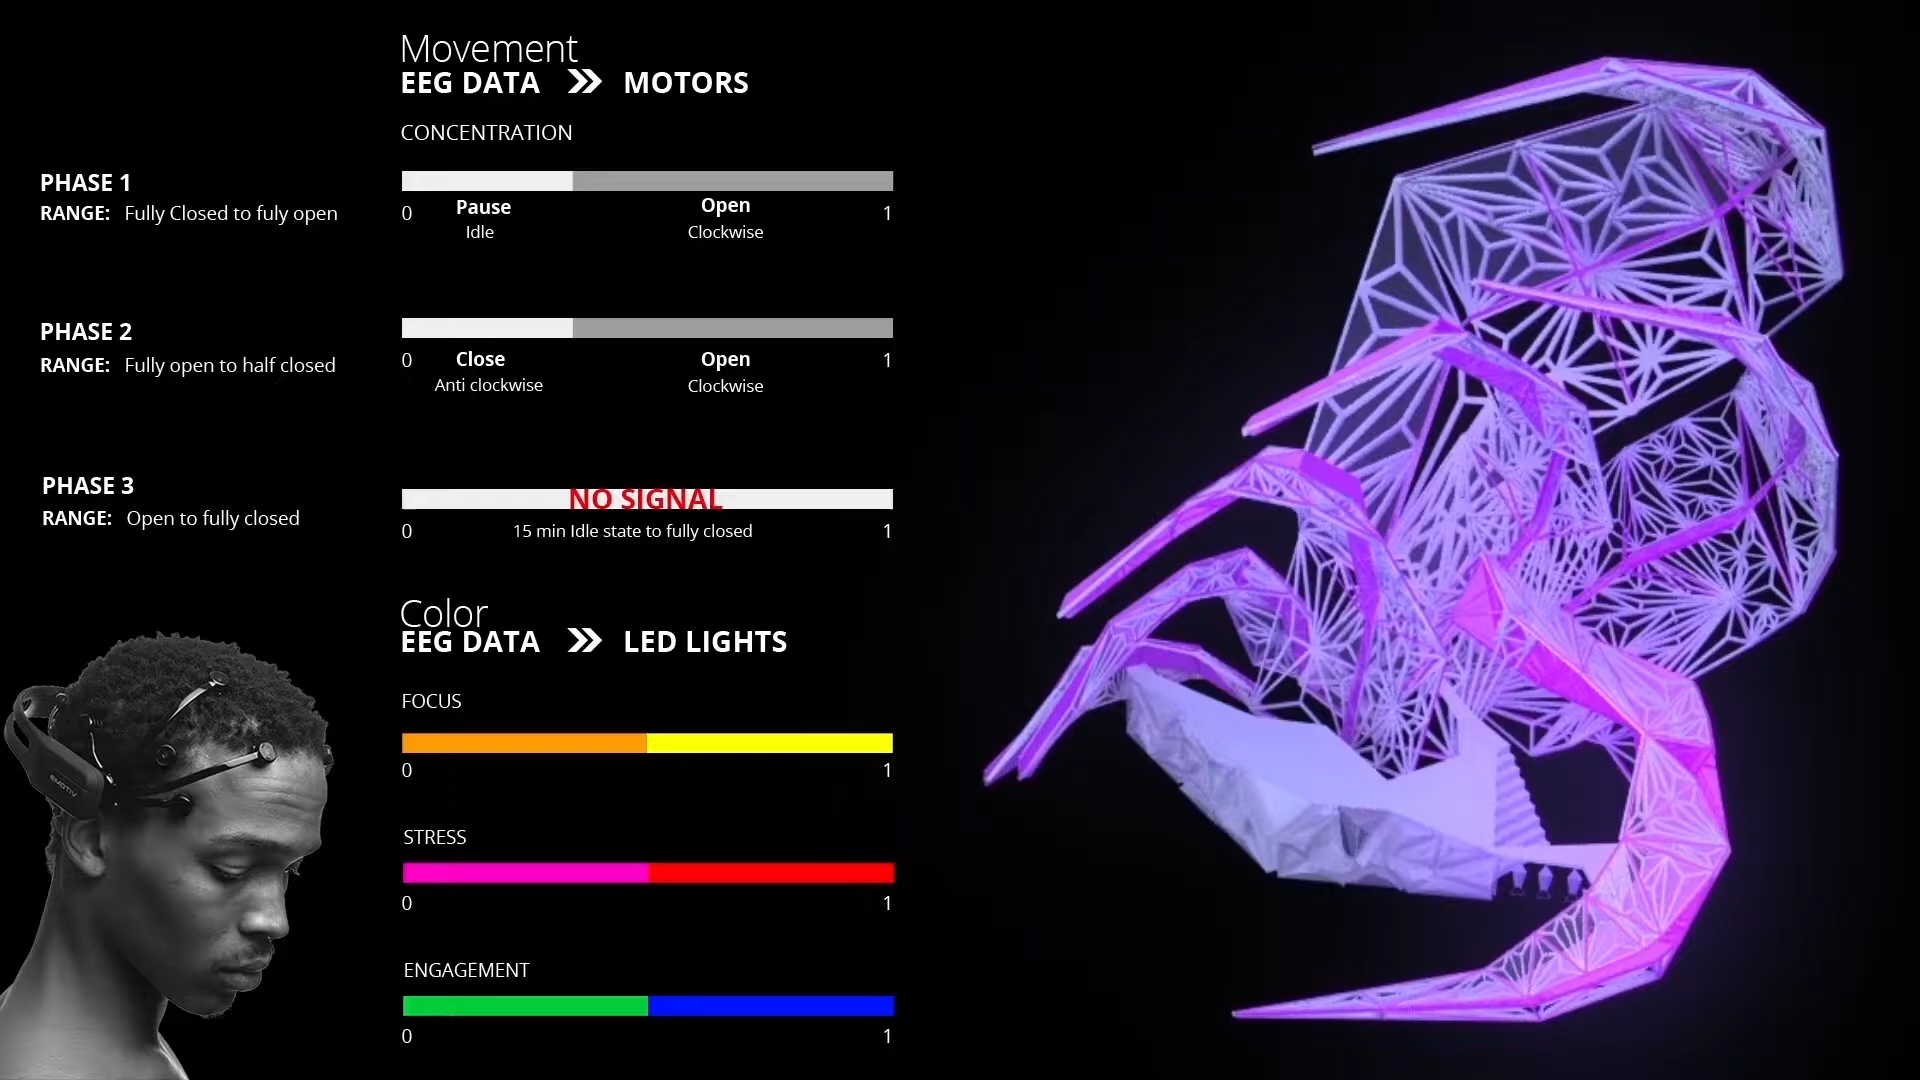 Movement
EEG DATA » MOTORS
CONCENTRATION
PHASE 1
RANGE: Fully Closed to fuly open
0 Pause Open 1
Idle Clockwise
PHASE 2
RANGE: Fully open to half closed
0 Close Open 1
Anti clockwise Clockwise
PHASE 3
RANGE: Open to fully closed
NO SIGNAL
0 15 min Idle state to fully closed 1
Color
EEG DATA » LED LIGHTS
FOCUS
0 1
STRESS
0 1
ENGAGEMENT
0 1
EMOTIV